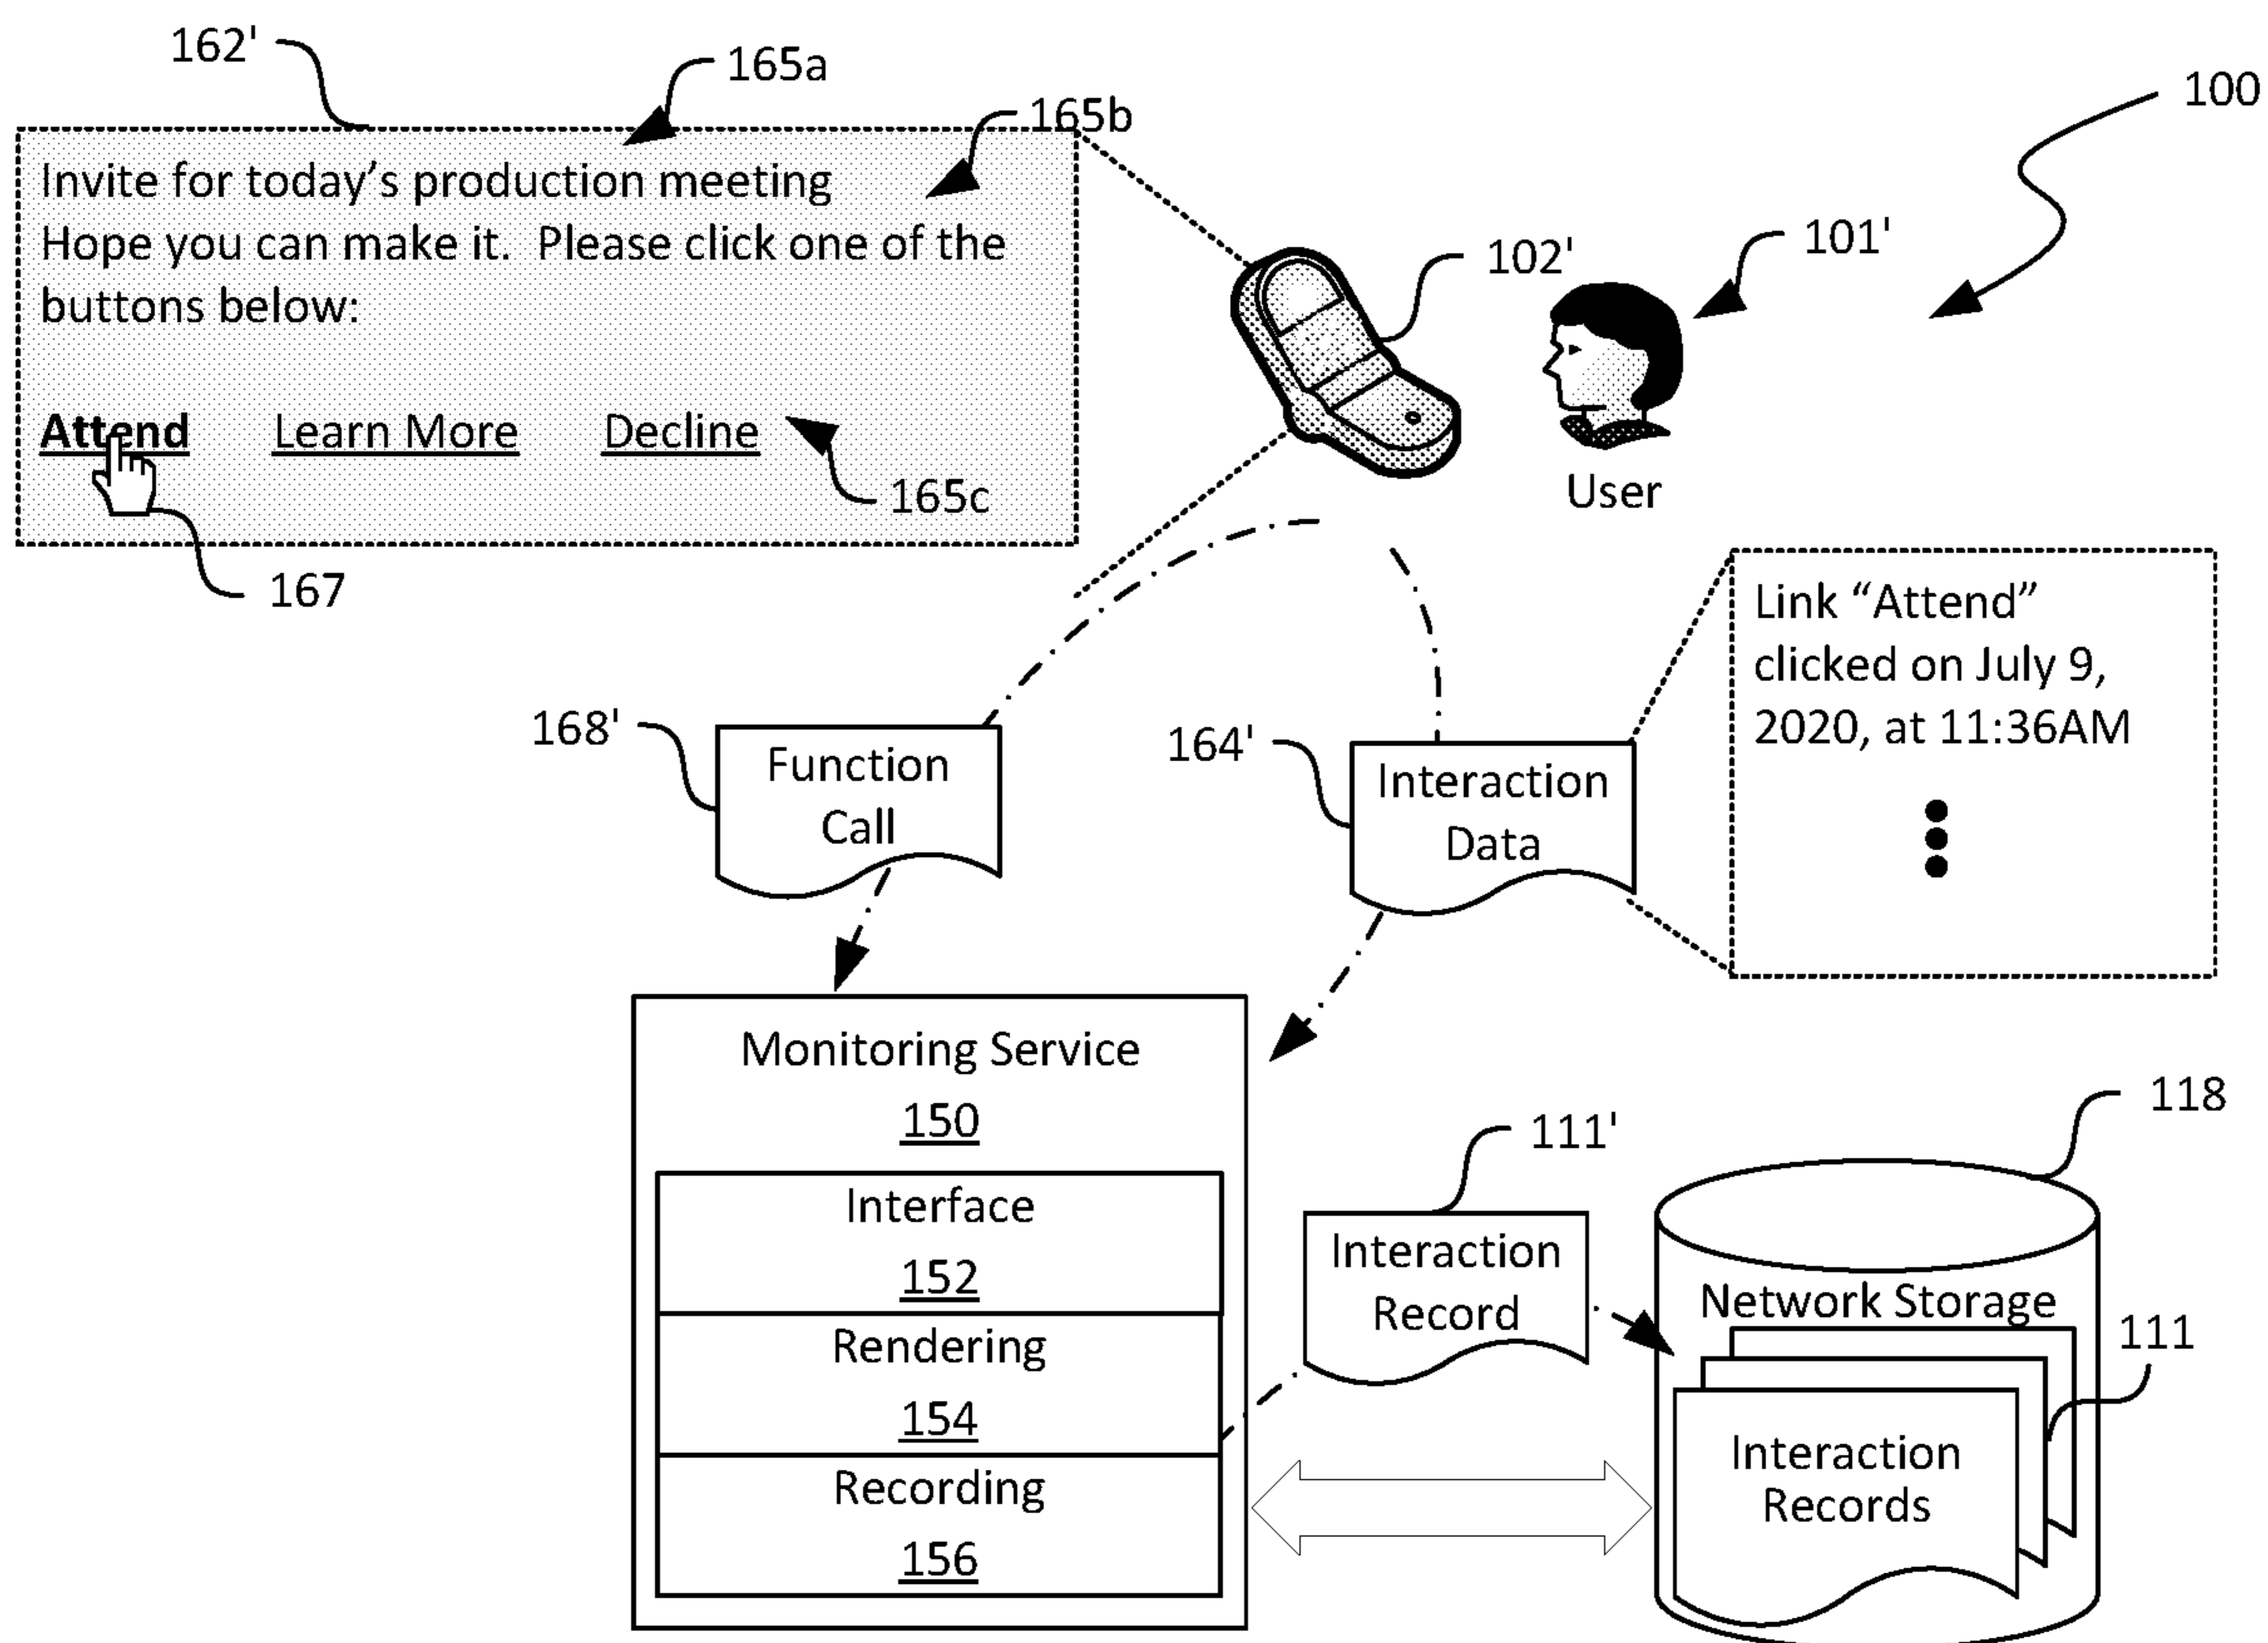 162'
165a
165b
100
Invite for today's production meeting
Hope you can make it.  Please click one of the
buttons below:
Attend Learn More Decline
165c
167
102'
101'
User
Link “Attend”
clicked on July 9,
2020, at 11:36AM
168'
Function
Call
164'
Interaction
Data
Monitoring Service
150
Interface
152
Rendering
154
Recording
156
111'
Interaction
Record
118
Network Storage
111
Interaction
Records